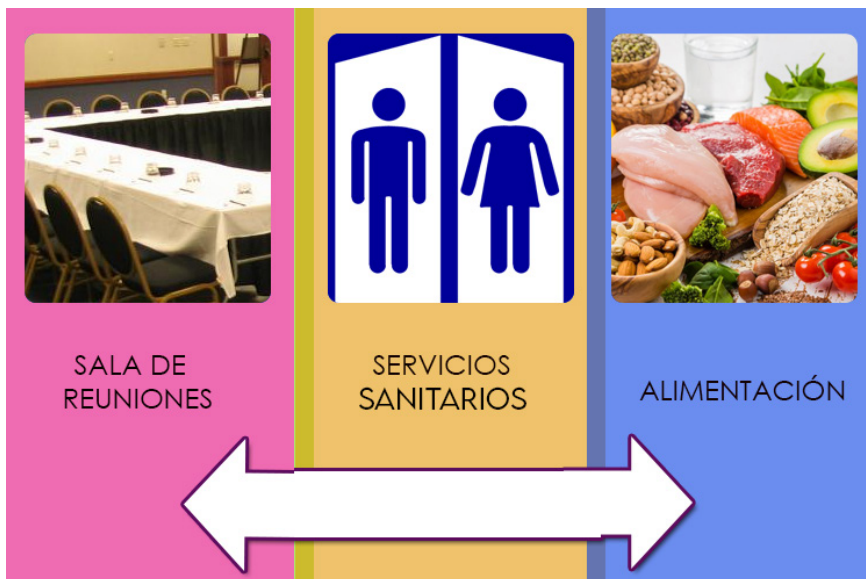 SALA DE
REUNIONES
SERVICIOS
SANITARIOS
ALIMENTACIÓN